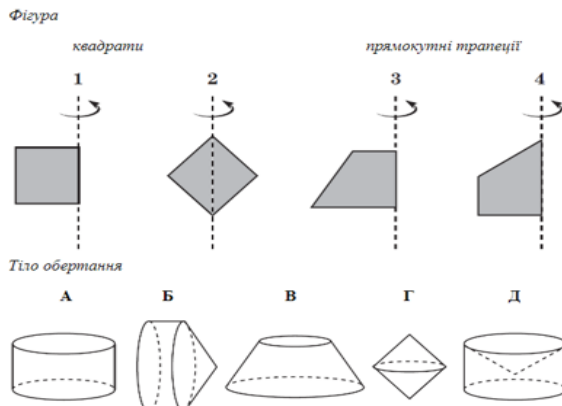 Фігура
квадрати прямокутні трапеції
1 2 3 4
Тіло обертання
А Б В Г Д